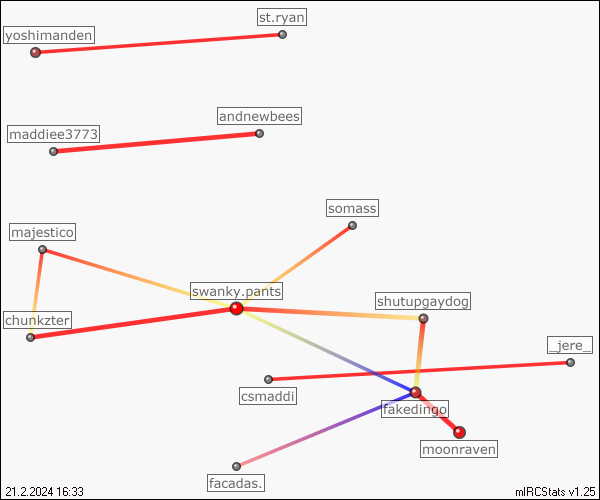 st.ryan
yoshimanden
andnewbees
maddiee3773
somass
majestico
swanky.pants
shutupgaydog
chunkzter
_jere_
csmaddi
fakedingo
moonraven
facadas.
21.2.2024 16:33
mIRCStats v1.25